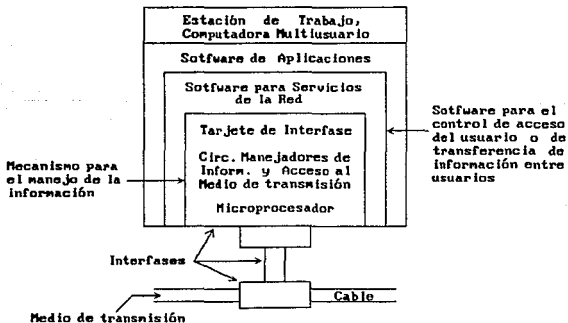 Estación de Trabajo,
Computadora Multiusuario
Sotfware de Aplicaciones
Sotfware para Servicios
de la Red
Tarjete de Interfase
Circ. Manejadores de
Inform. y Acceso al
Medio de transmisión
Microprocesador
Mecanismo para
el manejo de la
información
Sotfware para el
control de acceso
del usuario o de
transferencia de
información entre
usuarios
Interfases
Cable
Medio de transmisión